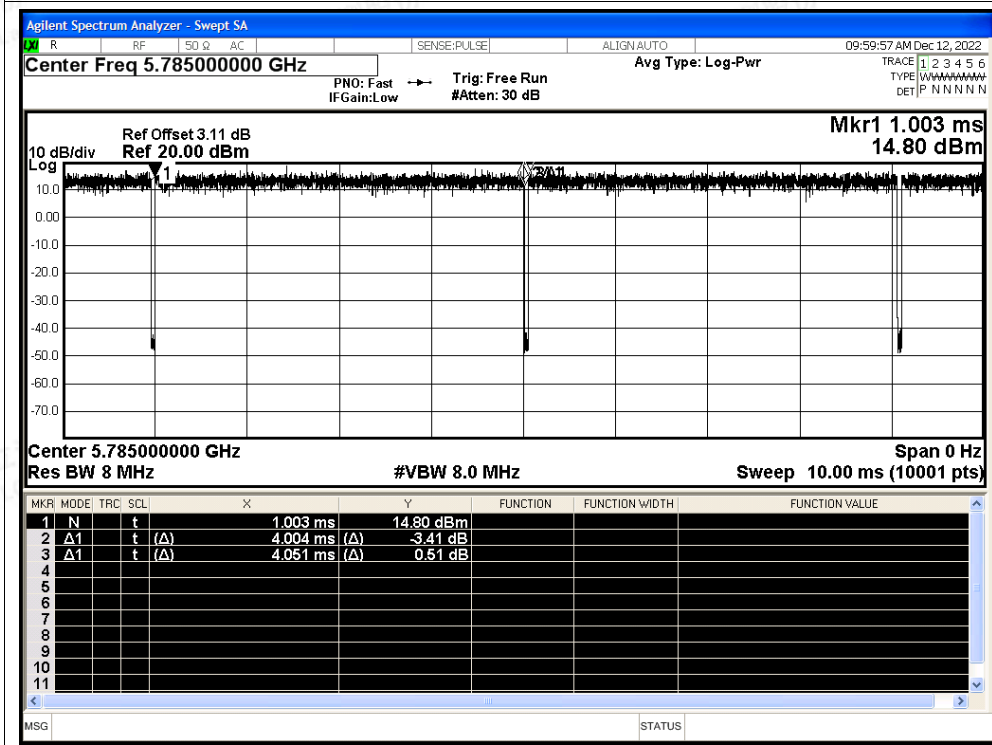 Agilent Spectrum Analyzer - Swept SA
LXI R RF 50 Ω AC SENSE:PULSE ALIGN AUTO 09:59:57 AM Dec 12, 2022
Center Freq 5.785000000 GHz Avg Type: Log-Pwr TRACE 1 2 3 4 5 6
PNO: Fast Trig: Free Run TYPE
IFGain:Low #Atten: 30 dB DET P N N N N N
Mkr1 1.003 ms
Ref Offset 3.11 dB
10 dB/div Ref 20.00 dBm 14.80 dBm
Log
1
10.0
0.00
-10.0
-20.0
-30.0
-40.0
-50.0
-60.0
-70.0
Center 5.785000000 GHz Span 0 Hz
Res BW 8 MHz #VBW 8.0 MHz Sweep 10.00 ms (10001 pts)
MKR MODE TRC SCL X Y FUNCTION FUNCTION WIDTH FUNCTION VALUE
1 N t 1.003 ms 14.80 dBm
2 Δ1 t (Δ) 4.004 ms (Δ) -3.41 dB
3 Δ1 t (Δ) 4.051 ms (Δ) 0.51 dB
4
5
6
7
8
9
10
11
MSG STATUS